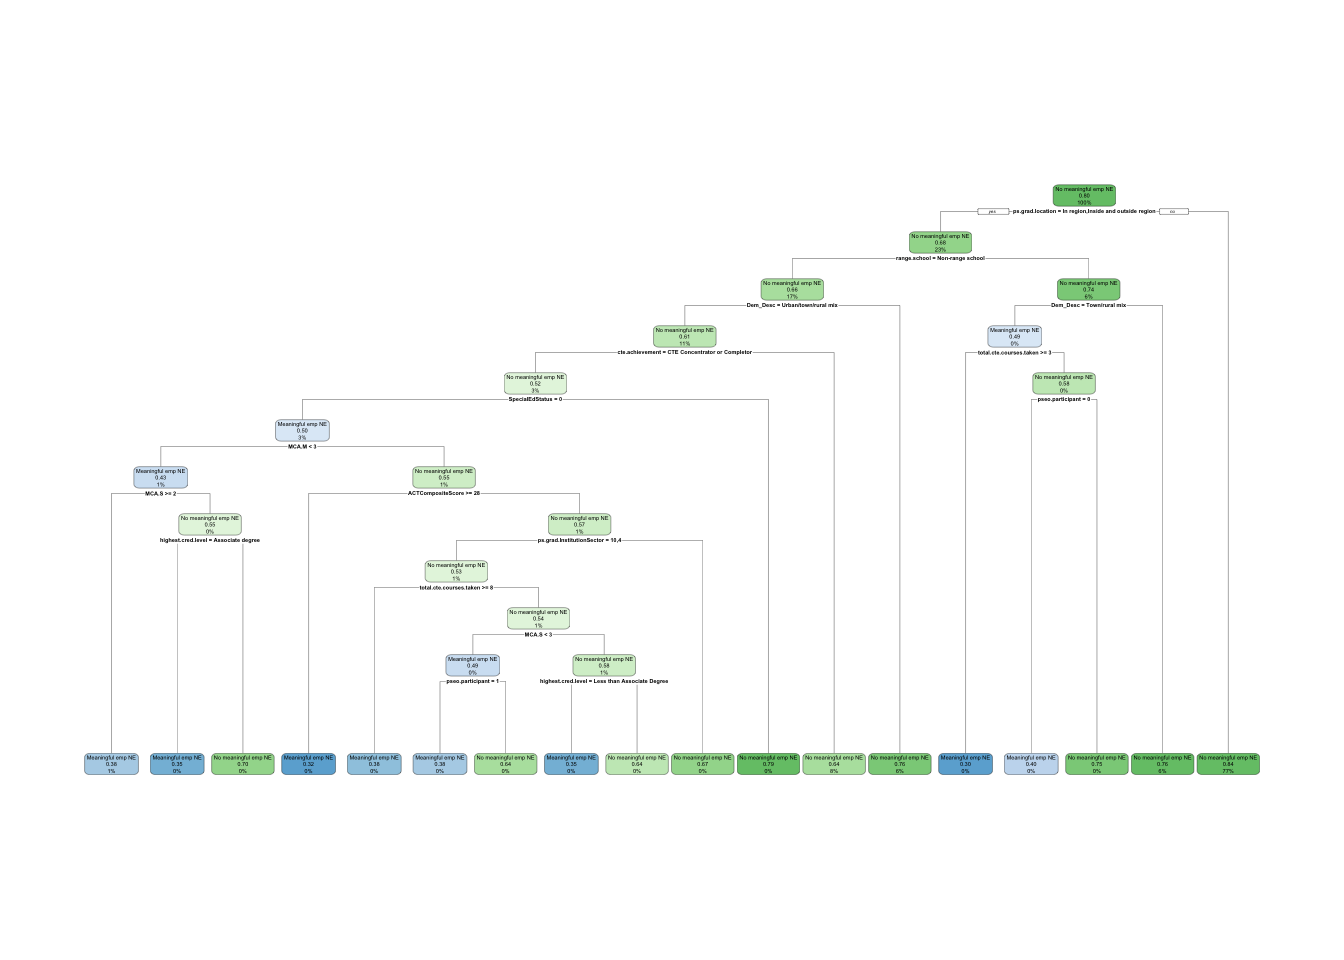 No meaningful emp NE
0.80
100%
yes
ps.grad.location = In region,Inside and outside region
no
No meaningful emp NE
0.68
23%
range.school = Non-range school
No meaningful emp NE
0.66
17%
No meaningful emp NE
0.74
6%
Dem_Desc = Urban/town/rural mix
Dem_Desc = Town/rural mix
No meaningful emp NE
0.61
11%
Meaningful emp NE
0.49
0%
cte.achievement = CTE Concentrator or Completor
total.cte.courses.taken >= 3
No meaningful emp NE
0.52
3%
No meaningful emp NE
0.58
0%
SpecialEdStatus = 0
pseo.participant = 0
Meaningful emp NE
0.50
3%
MCA.M < 3
Meaningful emp NE
0.43
1%
No meaningful emp NE
0.55
1%
MCA.S >= 2
ACTCompositeScore >= 28
No meaningful emp NE
0.55
0%
No meaningful emp NE
0.57
1%
highest.cred.level = Associate degree
ps.grad.InstitutionSector = 10,4
No meaningful emp NE
0.53
1%
total.cte.courses.taken >= 8
No meaningful emp NE
0.54
1%
MCA.S < 3
Meaningful emp NE
0.49
0%
No meaningful emp NE
0.58
1%
pseo.participant = 1
highest.cred.level = Less than Associate Degree
Meaningful emp NE
0.38
1%
Meaningful emp NE
0.35
0%
No meaningful emp NE
0.70
0%
Meaningful emp NE
0.32
0%
Meaningful emp NE
0.38
0%
Meaningful emp NE
0.38
0%
No meaningful emp NE
0.64
0%
Meaningful emp NE
0.35
0%
No meaningful emp NE
0.64
0%
No meaningful emp NE
0.67
0%
No meaningful emp NE
0.79
0%
No meaningful emp NE
0.64
8%
No meaningful emp NE
0.76
6%
Meaningful emp NE
0.30
0%
Meaningful emp NE
0.40
0%
No meaningful emp NE
0.75
0%
No meaningful emp NE
0.76
6%
No meaningful emp NE
0.84
77%